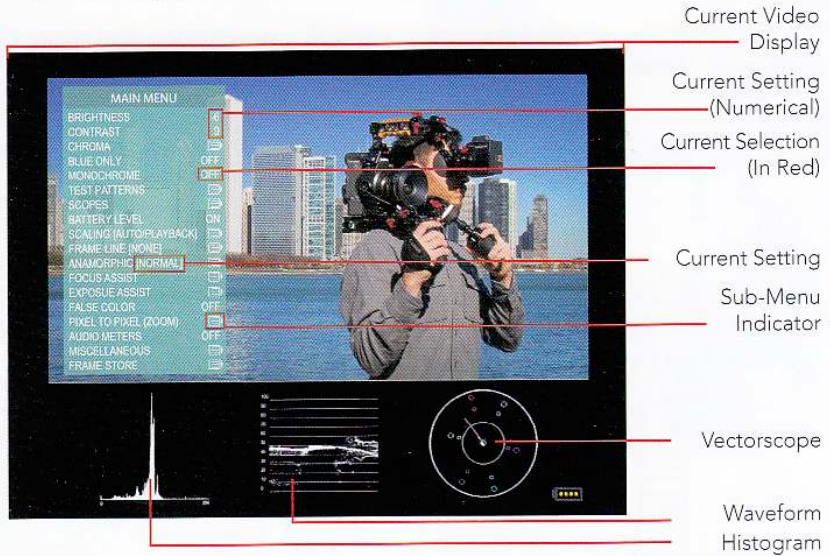 Current Video
Display
Current Setting
(Numerical)
Current Selection
(In Red)
Current Setting
Sub-Menu
Indicator
Vectorscope
Waveform
Histogram
MAIN MENU
BRIGHTNESS
CONTRAST
CHROMA
BLUE ONLY OFF
MONOCHROME OFF
TEST PATTERNS
SCOPES
BATTERY LEVEL ON
SCALING [AUTO/PLAYBACK]
FRAME LINE [NONE]
ANAMORPHIC [NORMAL]
FOCUS ASSIST
EXPOSUE ASSIST
FALSE COLOR OFF
PIXEL TO PIXEL (ZOOM)
AUDIO METERS OFF
MISCELLANEOUS
FRAME STORE